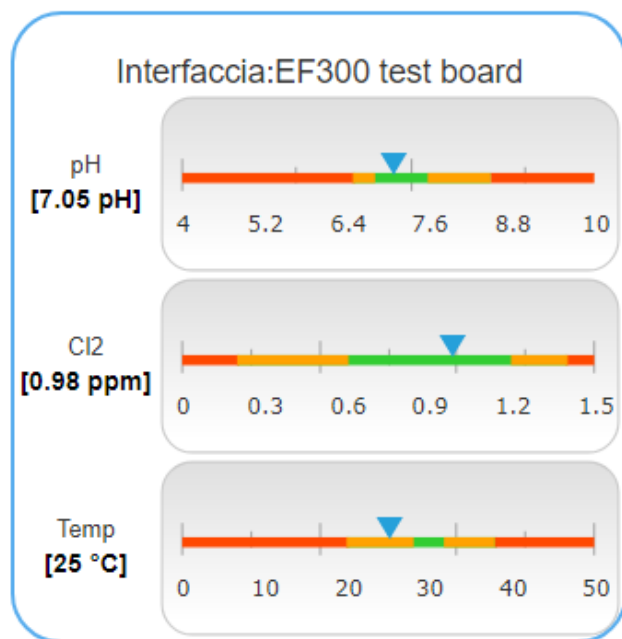 Interfaccia:EF300 test board
pH
[7.05 pH]
4 5.2 6.4 7.6 8.8 10
Cl2
[0.98 ppm]
0 0.3 0.6 0.9 1.2 1.5
Temp
[25 °C]
0 10 20 30 40 50